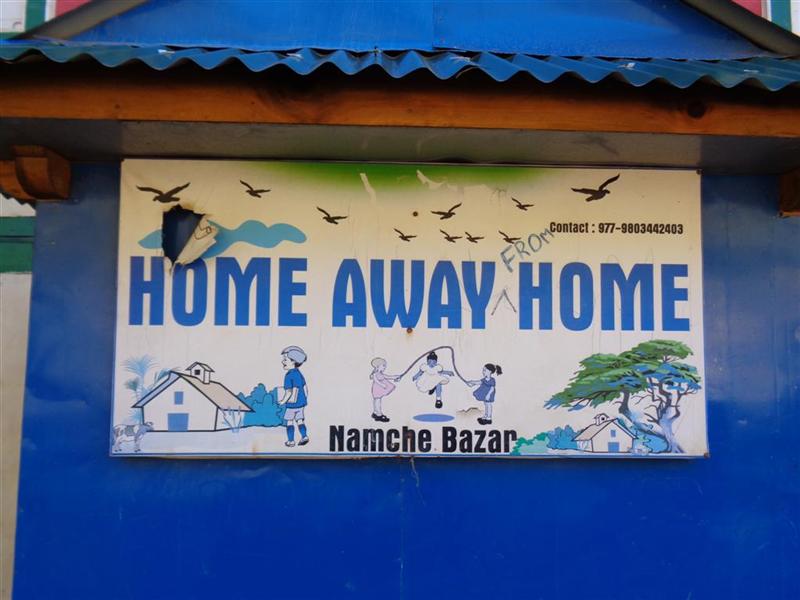 Contact : 977-9803442403
FROM
HOME AWAY ^ HOME
Namche Bazar